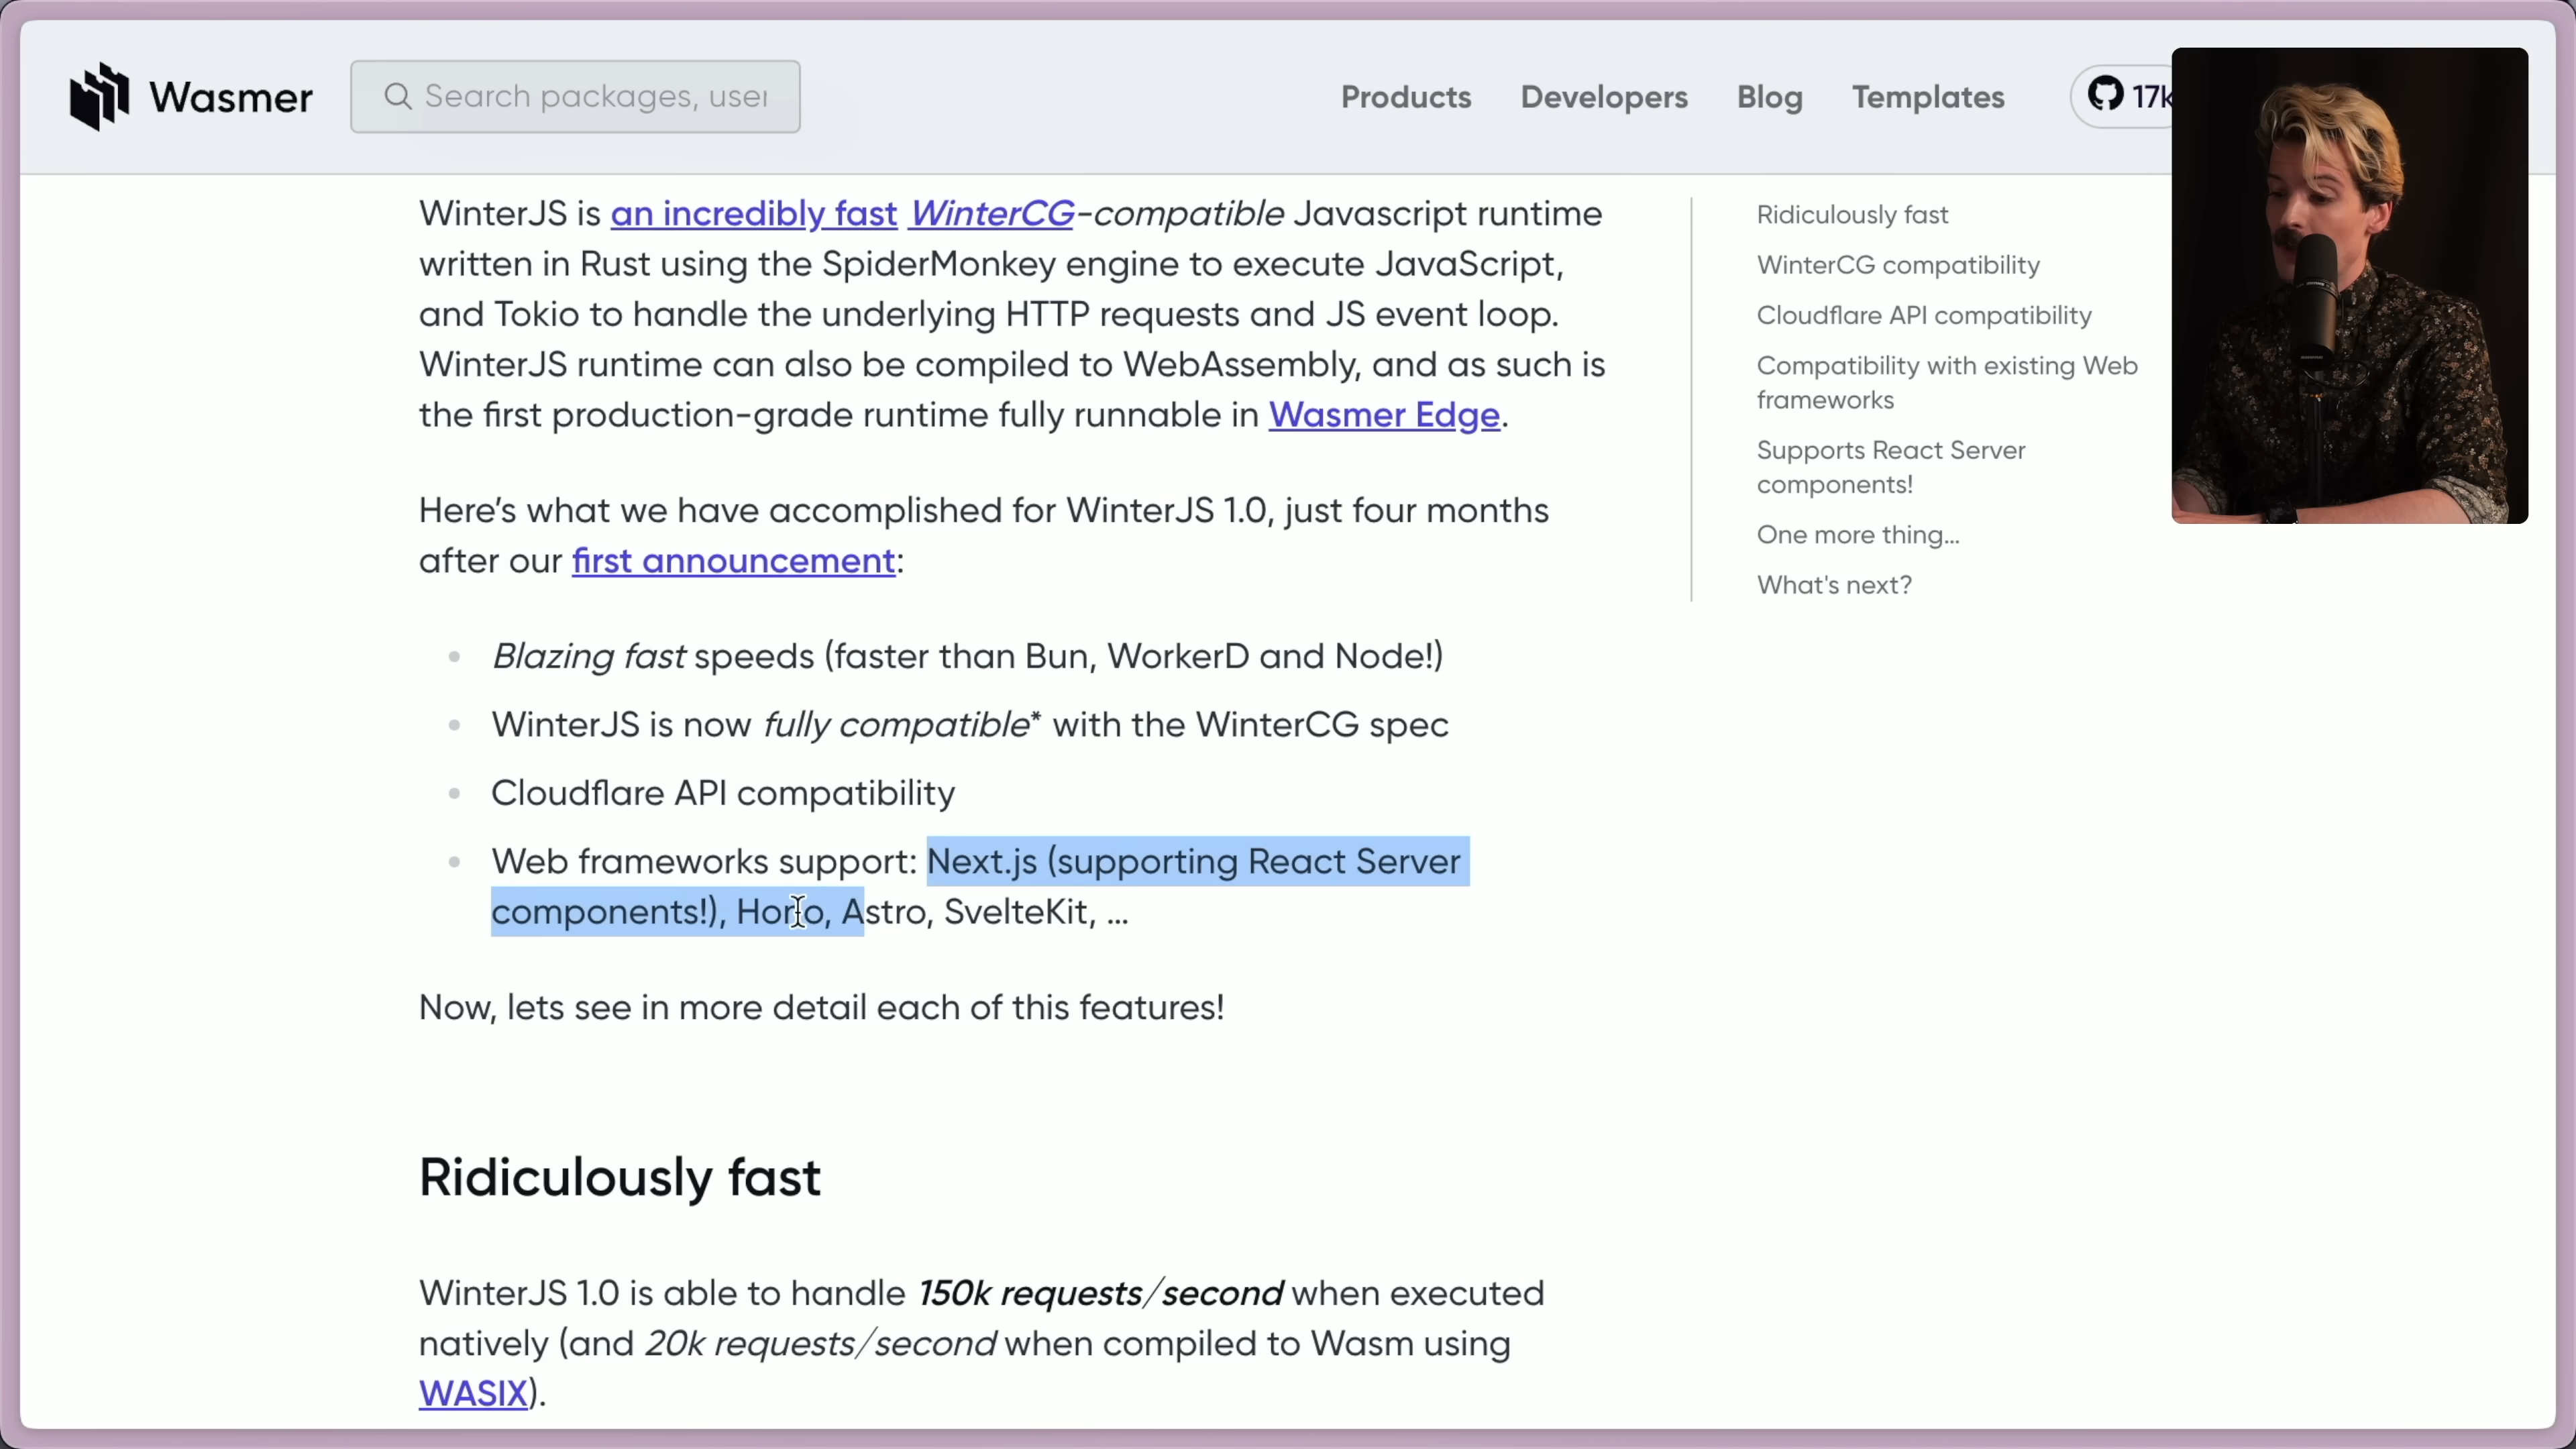 Wasmer
Search packages, user
Products
Developers
Blog
Templates
17k
WinterJS is an incredibly fast WinterCG-compatible Javascript runtime
written in Rust using the SpiderMonkey engine to execute JavaScript,
and Tokio to handle the underlying HTTP requests and JS event loop.
WinterJS runtime can also be compiled to WebAssembly, and as such is
the first production-grade runtime fully runnable in Wasmer Edge.
Here’s what we have accomplished for WinterJS 1.0, just four months
after our first announcement:
Blazing fast speeds (faster than Bun, WorkerD and Node!)
WinterJS is now fully compatible* with the WinterCG spec
Cloudflare API compatibility
Web frameworks support: Next.js (supporting React Server
components!), Hono, Astro, SvelteKit, ...
Now, lets see in more detail each of this features!
Ridiculously fast
WinterJS 1.0 is able to handle 150k requests/second when executed
natively (and 20k requests/second when compiled to Wasm using
WASIX).
Ridiculously fast
WinterCG compatibility
Cloudflare API compatibility
Compatibility with existing Web
frameworks
Supports React Server
components!
One more thing...
What's next?